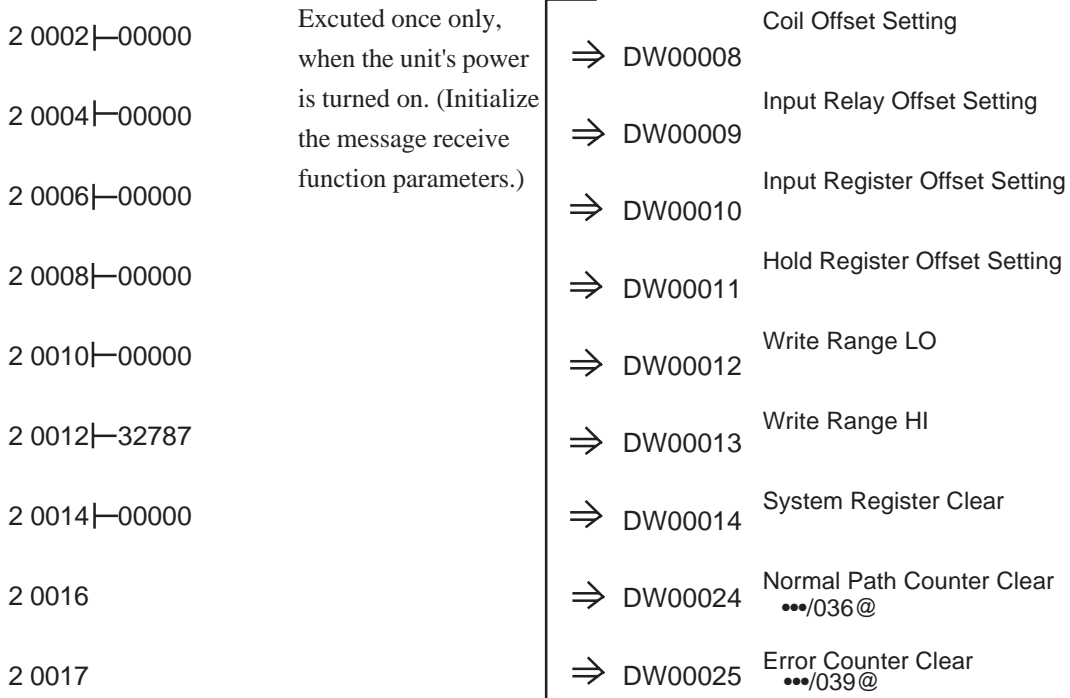 2 0002├─00000
Excuted once only,
when the unit's power
is turned on. (Initialize
the message receive
function parameters.)
⇒ DW00008 Coil Offset Setting
2 0004├─00000 ⇒ DW00009 Input Relay Offset Setting
2 0006├─00000 ⇒ DW00010 Input Register Offset Setting
2 0008├─00000 ⇒ DW00011 Hold Register Offset Setting
2 0010├─00000 ⇒ DW00012 Write Range LO
2 0012├─32787 ⇒ DW00013 Write Range HI
2 0014├─00000 ⇒ DW00014 System Register Clear
2 0016 ⇒ DW00024 Normal Path Counter Clear
•••/036@
2 0017 ⇒ DW00025 Error Counter Clear
•••/039@